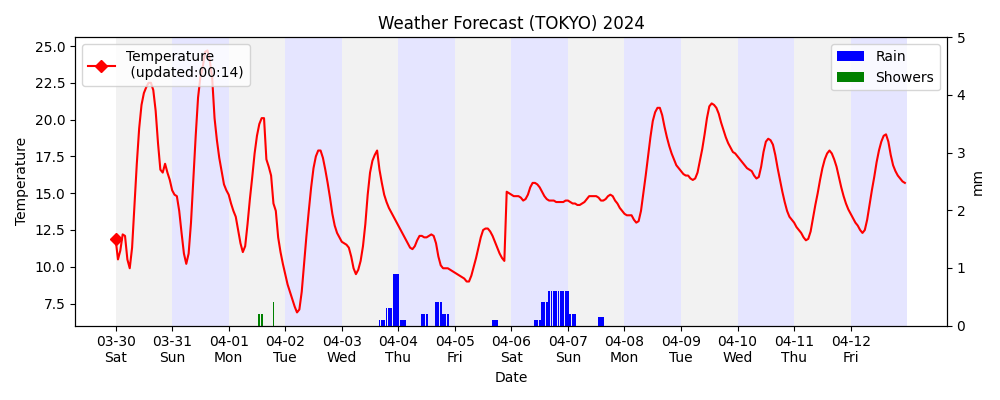 Weather Forecast (TOKYO) 2024
Temperature
(updated:00:14)
Rain
Showers
Temperature
25.0
22.5
20.0
17.5
15.0
12.5
10.0
7.5
5
4
3
2
1
0
mm
03-30 03-31 04-01 04-02 04-03 04-04 04-05 04-06 04-07 04-08 04-09 04-10 04-11 04-12
Sat Sun Mon Tue Wed Thu Fri Sat Sun Mon Tue Wed Thu Fri
Date